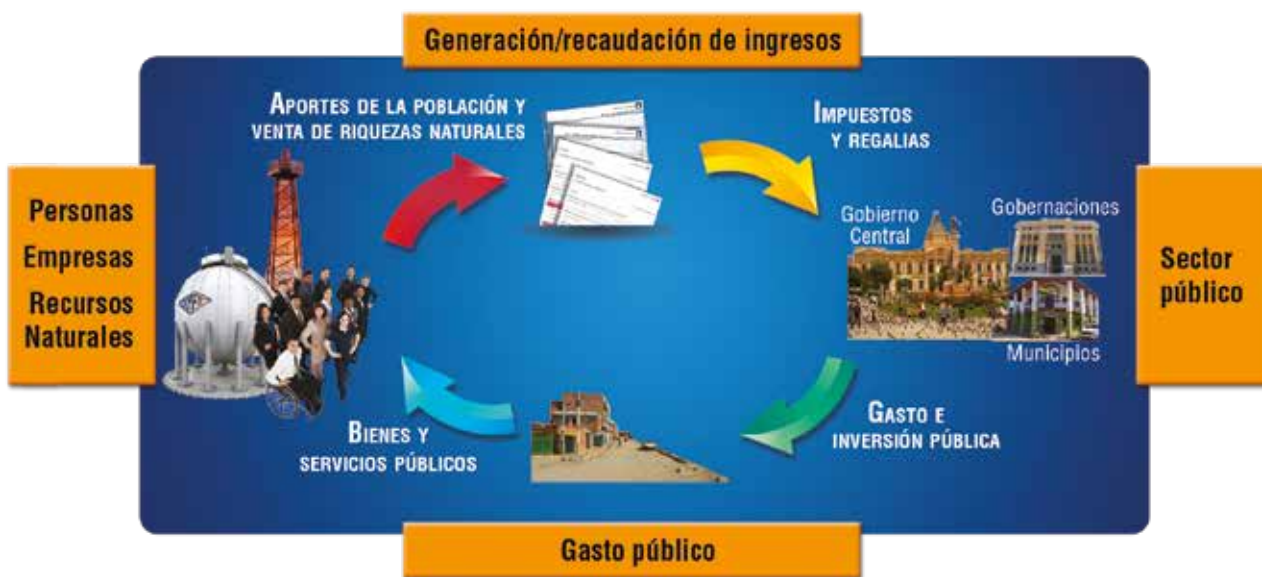 Generación/recaudación de ingresos
APORTES DE LA POBLACIÓN Y
VENTA DE RIQUEZAS NATURALES
IMPUESTOS
Y REGALIAS
Personas
Empresas
Recursos
Naturales
Gobierno
Central
Gobernaciones
Municipios
Sector
público
BIENES Y
SERVICIOS PÚBLICOS
GASTO E
INVERSIÓN PÚBLICA
Gasto público